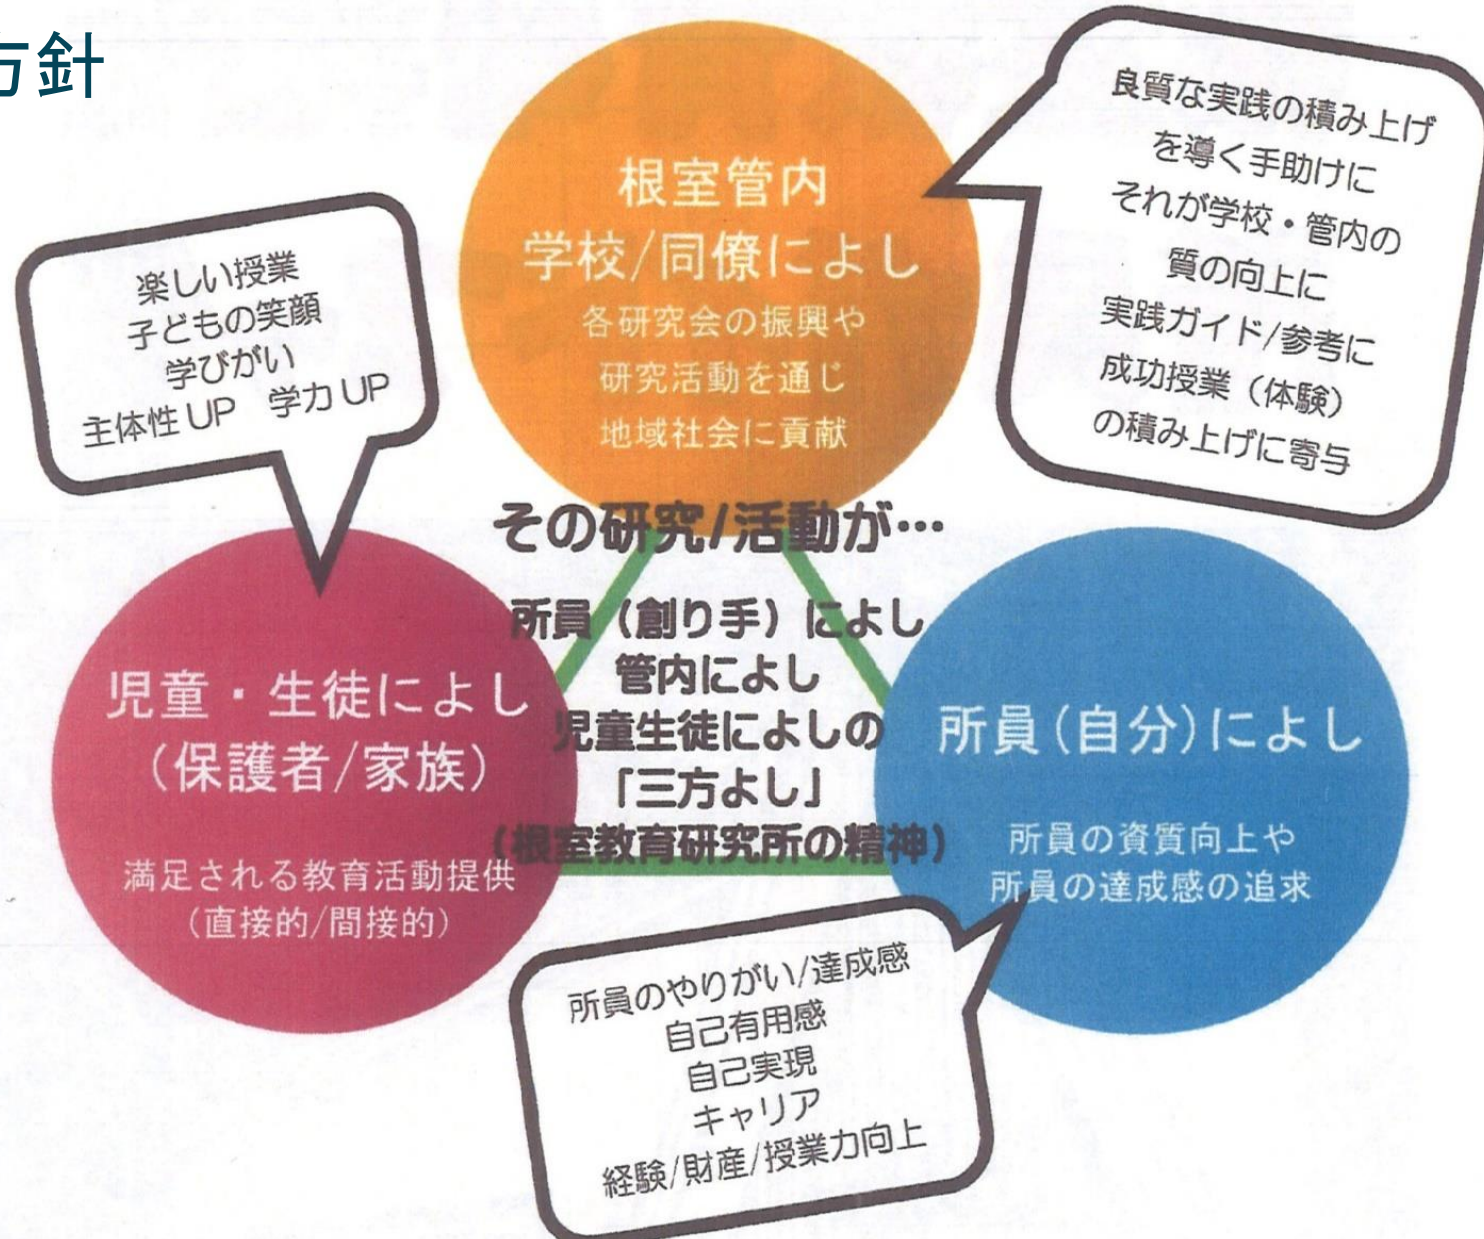 方針
根室管内
学校/同僚によし
各研究会の振興や
研究活動を通じ
地域社会に貢献
良質な実践の積み上げ
を導く手助けに
それが学校・管内の
質の向上に
実践ガイド/参考に
成功授業（体験）
の積み上げに寄与
楽しい授業
子どもの笑顔
学びがい
主体性UP　学力UP
その研究/活動が…
所員（創り手）によし
管内によし
児童生徒によしの
「三方よし」
(根室教育研究所の精神)
児童・生徒によし
(保護者/家族)
満足される教育活動提供
(直接的/間接的)
所員(自分)によし
所員の資質向上や
所員の達成感の追求
所員のやりがい/達成感
自己有用感
自己実現
キャリア
経験/財産/授業力向上